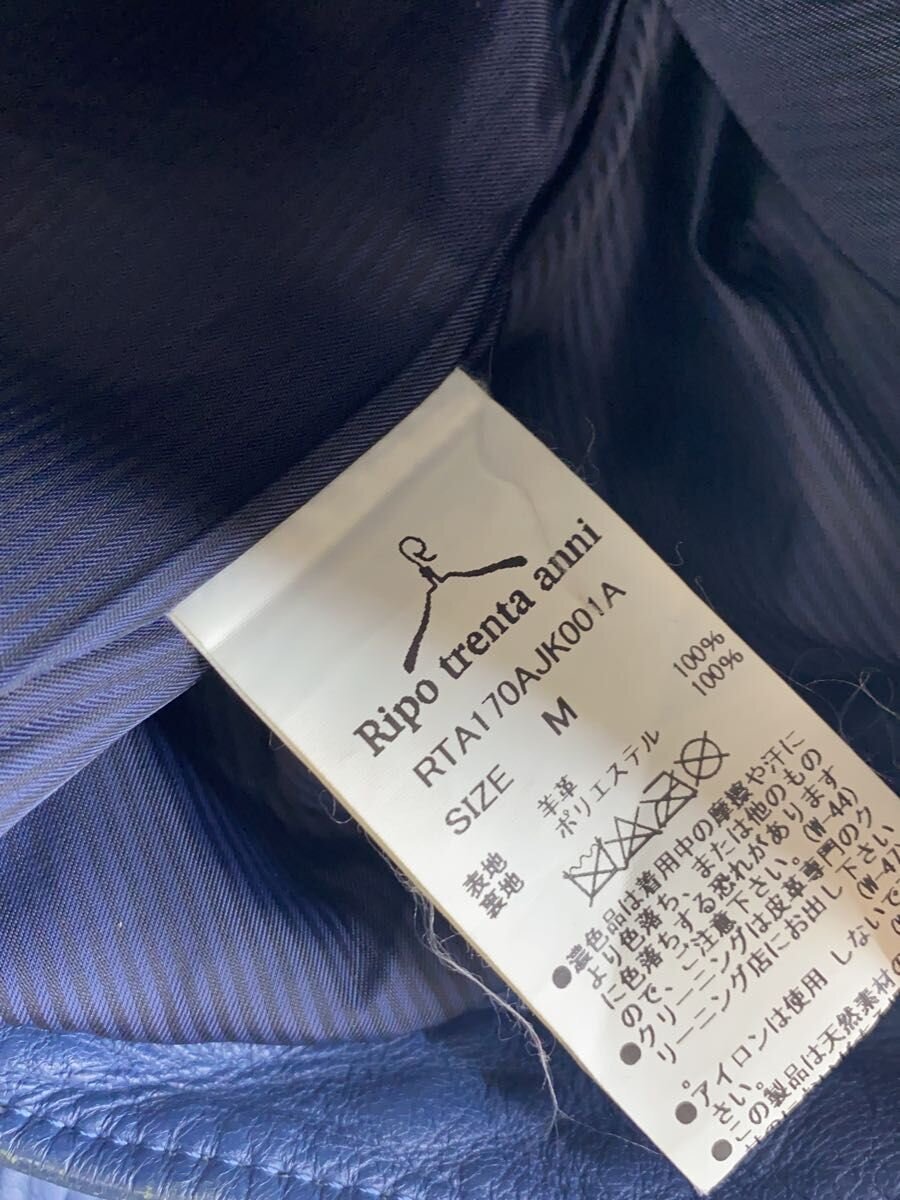 Ripo trenta anni
RTA170AJK001A
SIZE M
表地 羊革 100%
裏地 ポリエステル 100%
●濃色品は着用中の摩擦や汗に
より色落ち、または他のもの
に色落ちする恐れがあります
ので、ご注意下さい。(W-44)
●クリーニングは皮革専門のク
リーニング店にお出し下さい
。(W-47
●アイロンは使用しないで
さい。
●この製品は天然素材の